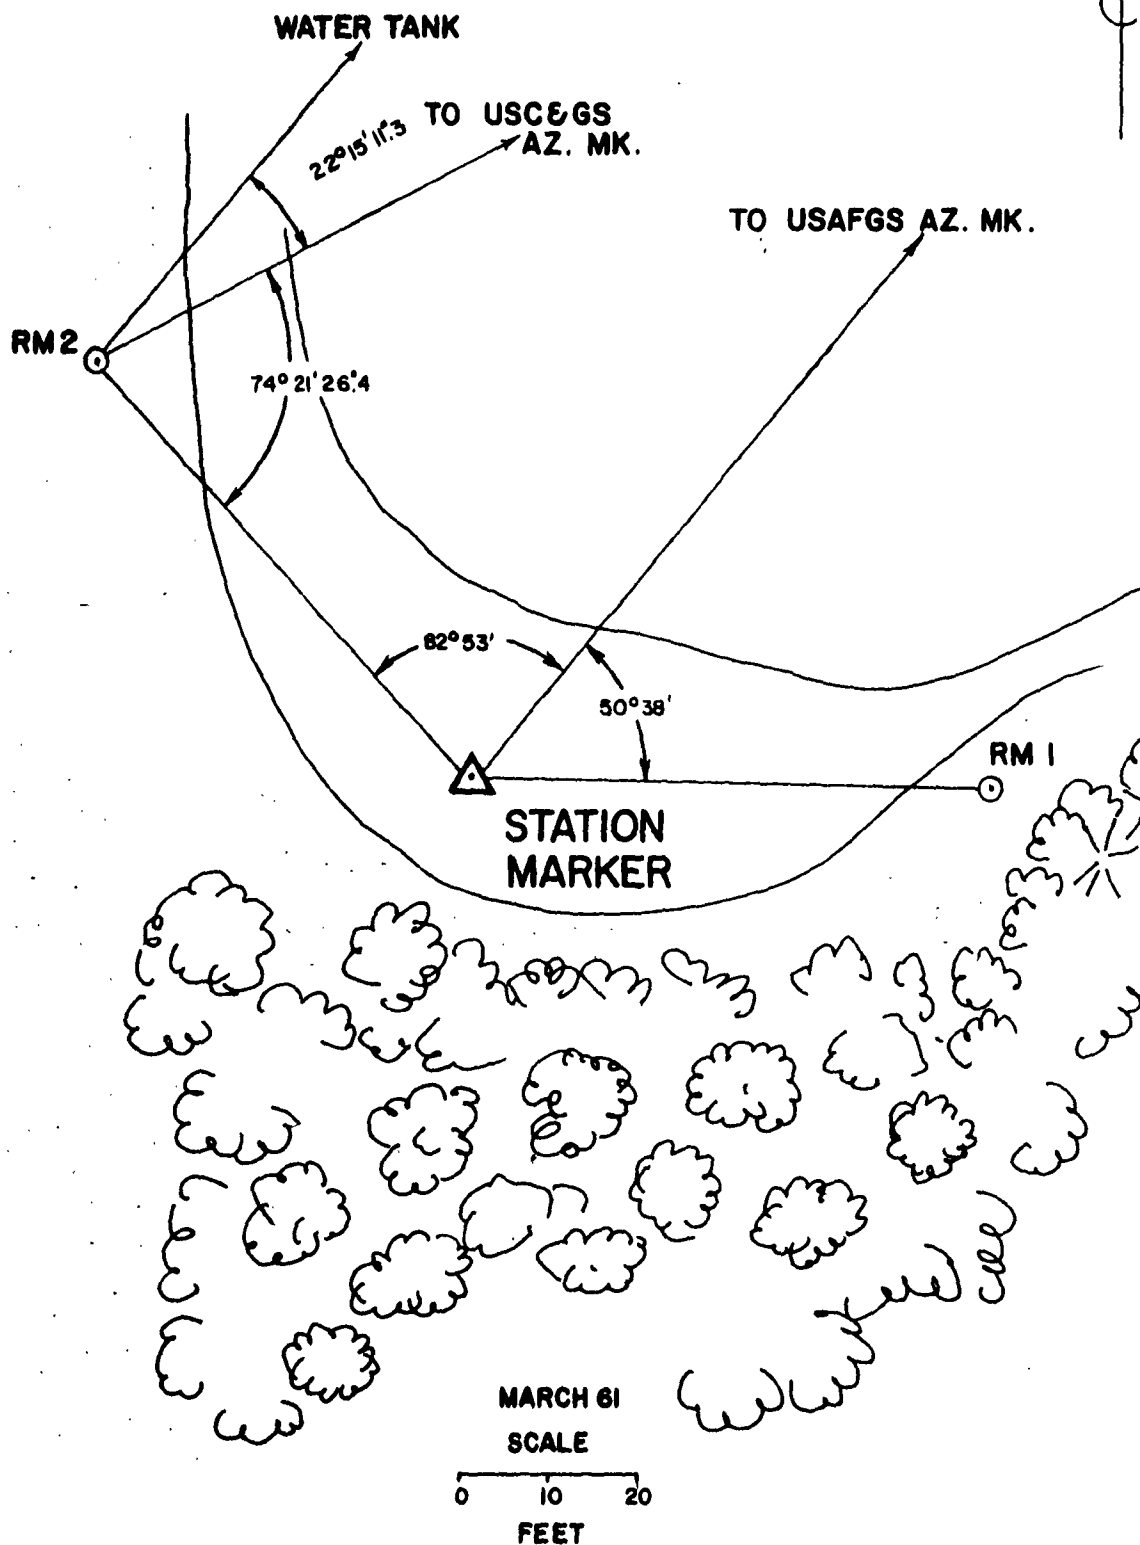 WATER TANK
TO USC&GS
AZ. MK.
22°15'11".3
TO USAFGS AZ. MK.
RM 2
74° 21' 26".4
82° 53'
50° 38'
RM 1
STATION
MARKER
MARCH 61
SCALE
0 10 20
FEET